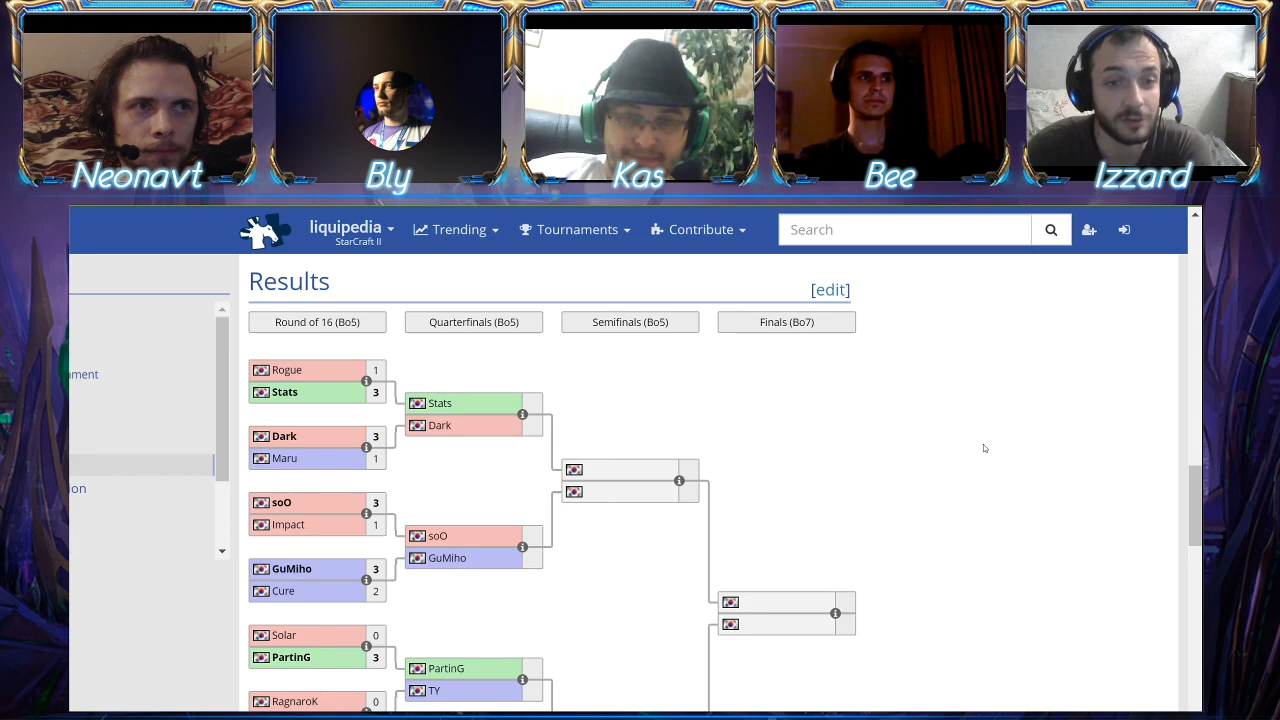 Neonavt
Bly
Kas
Bee
Izzard
liquipedia
StarCraft II
Trending
Tournaments
Contribute
Search
Results
[edit]
Round of 16 (Bo5)
Quarterfinals (Bo5)
Semifinals (Bo5)
Finals (Bo7)
Rogue 1
Stats 3
Stats
Dark
Dark 3
Maru 1
soO 3
Impact 1
soO
GuMiho
GuMiho 3
Cure 2
Solar 0
PartinG 3
PartinG
TY
RagnaroK 0
ment
ion